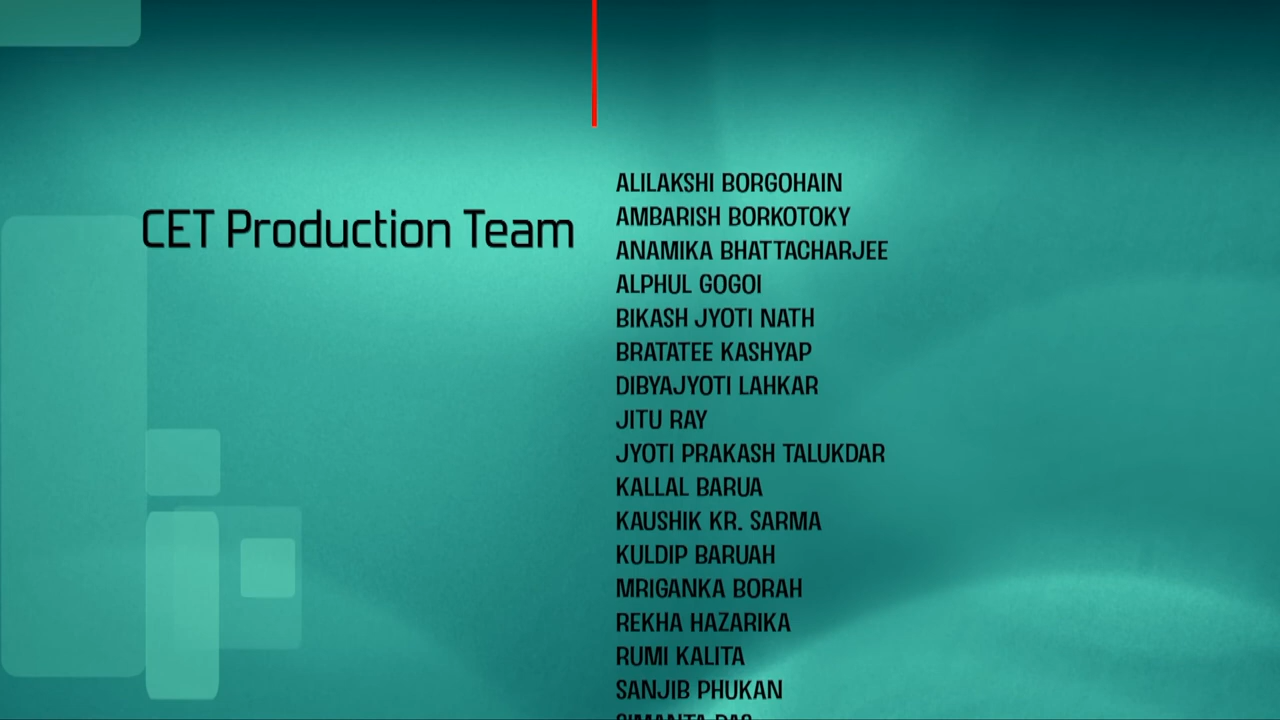 CET Production Team
ALILAKSHI BORGOHAIN
AMBARISH BORKOTOKY
ANAMIKA BHATTACHARJEE
ALPHUL GOGOI
BIKASH JYOTI NATH
BRATATEE KASHYAP
DIBYAJYOTI LAHKAR
JITU RAY
JYOTI PRAKASH TALUKDAR
KALLAL BARUA
KAUSHIK KR. SARMA
KULDIP BARUAH
MRIGANKA BORAH
REKHA HAZARIKA
RUMI KALITA
SANJIB PHUKAN